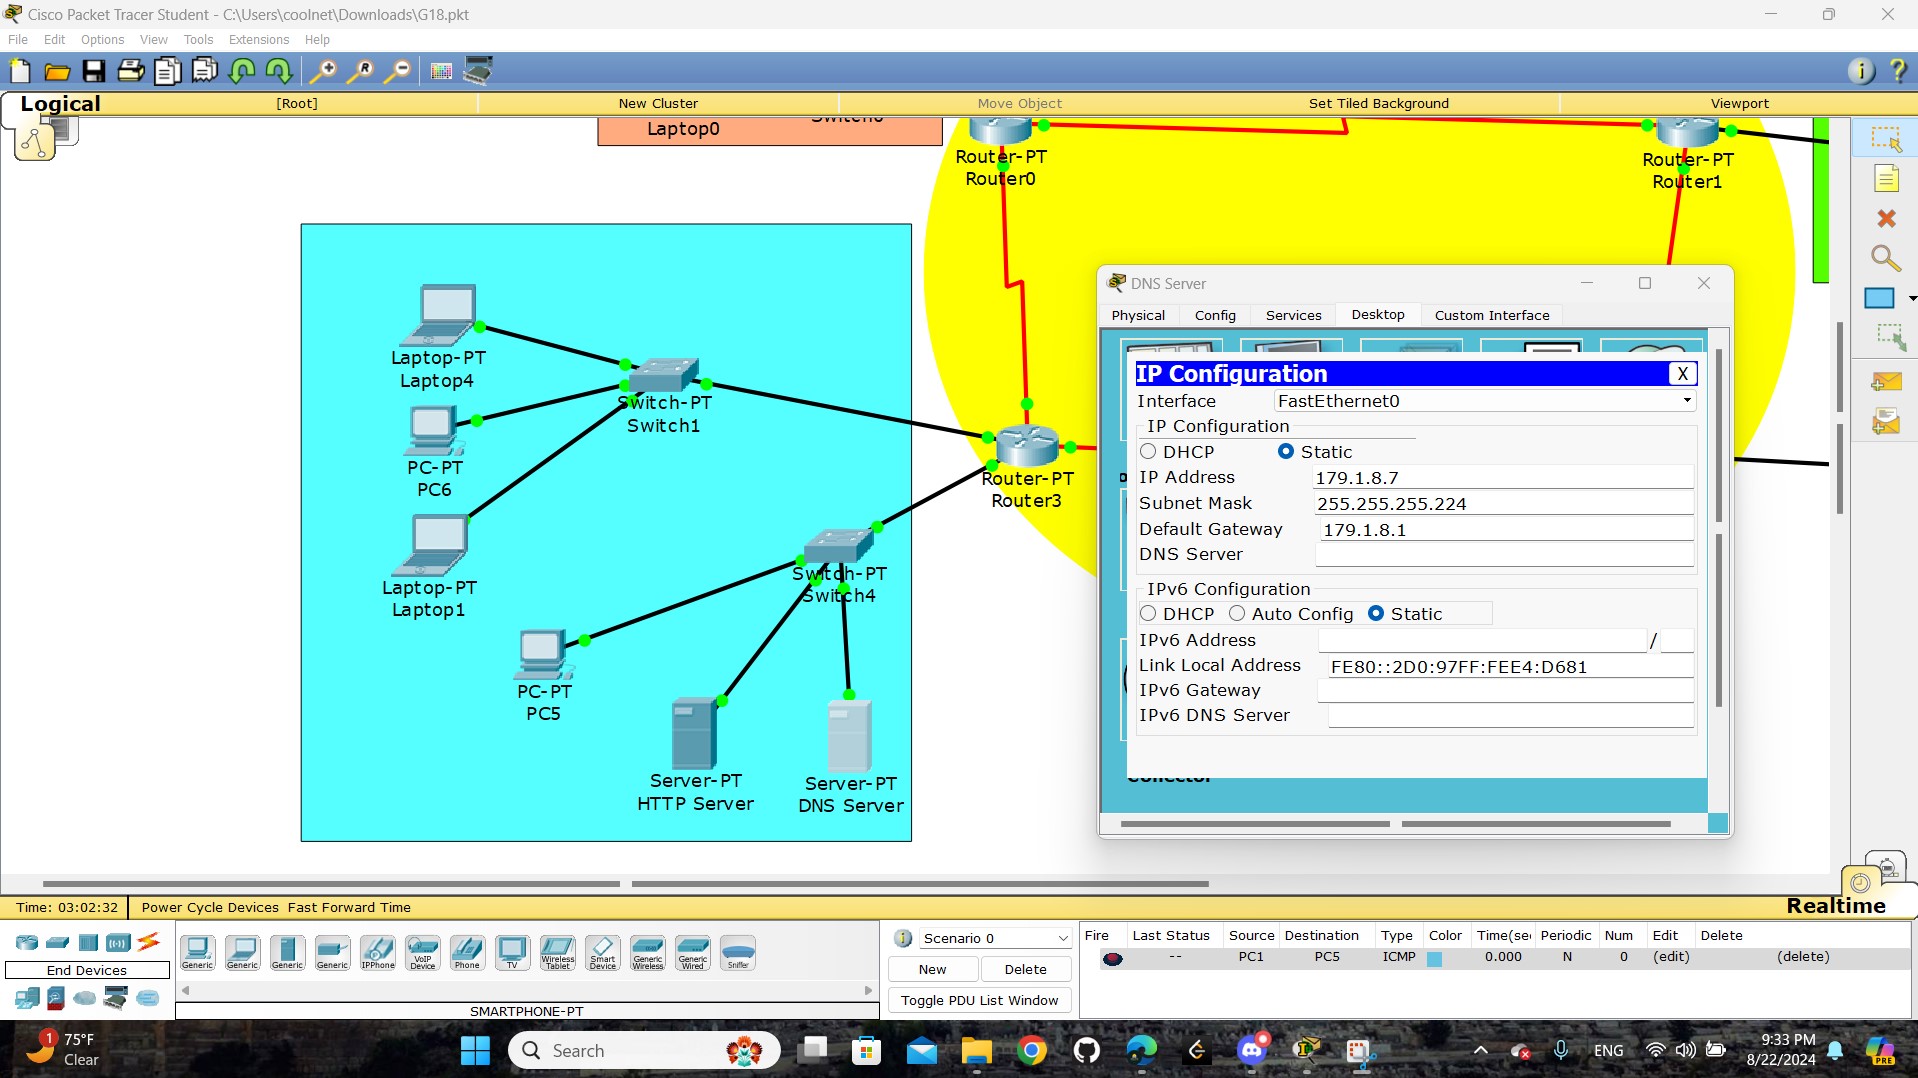 Cisco Packet Tracer Student - C:\Users\coolnet\Downloads\G18.pkt
File Edit Options View Tools Extensions Help
Logical [Root] New Cluster Move Object Set Tiled Background Viewport
Laptop0
Router-PT
Router0
Router-PT
Router1
Laptop-PT
Laptop4
Switch-PT
Switch1
PC-PT
PC6
Router-PT
Router3
Laptop-PT
Laptop1
Switch-PT
Switch4
PC-PT
PC5
Server-PT
HTTP Server
Server-PT
DNS Server
DNS Server
Physical Config Services Desktop Custom Interface
IP Configuration X
Interface FastEthernet0
IP Configuration
DHCP Static
IP Address 179.1.8.7
Subnet Mask 255.255.255.224
Default Gateway 179.1.8.1
DNS Server
IPv6 Configuration
DHCP Auto Config Static
IPv6 Address /
Link Local Address FE80::2D0:97FF:FEE4:D681
IPv6 Gateway
IPv6 DNS Server
Time: 03:02:32 Power Cycle Devices Fast Forward Time Realtime
End Devices
Generic Generic Generic Generic IPPhone VoIP Device Phone TV Wireless Tablet Smart Device Generic Wireless Generic Wired Sniffer
SMARTPHONE-PT
Scenario 0
New Delete
Toggle PDU List Window
Fire Last Status Source Destination Type Color Time(sec Periodic Num Edit Delete
-- PC1 PC5 ICMP 0.000 N 0 (edit) (delete)
1 75°F
Clear
Search
ENG
9:33 PM
8/22/2024
PRE